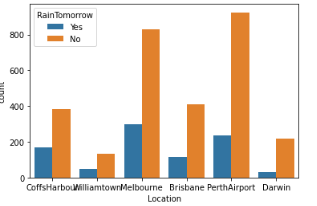 RainTomorrow
Yes
No
800
600
400
200
0
count
CoffsHarbour Williamtown Melbourne Brisbane PerthAirport Darwin
Location